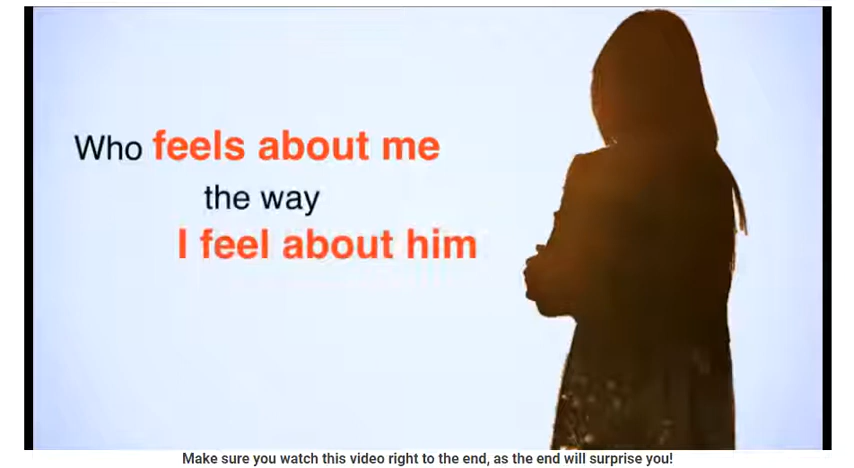 Who feels about me
the way
I feel about him
Make sure you watch this video right to the end, as the end will surprise you!